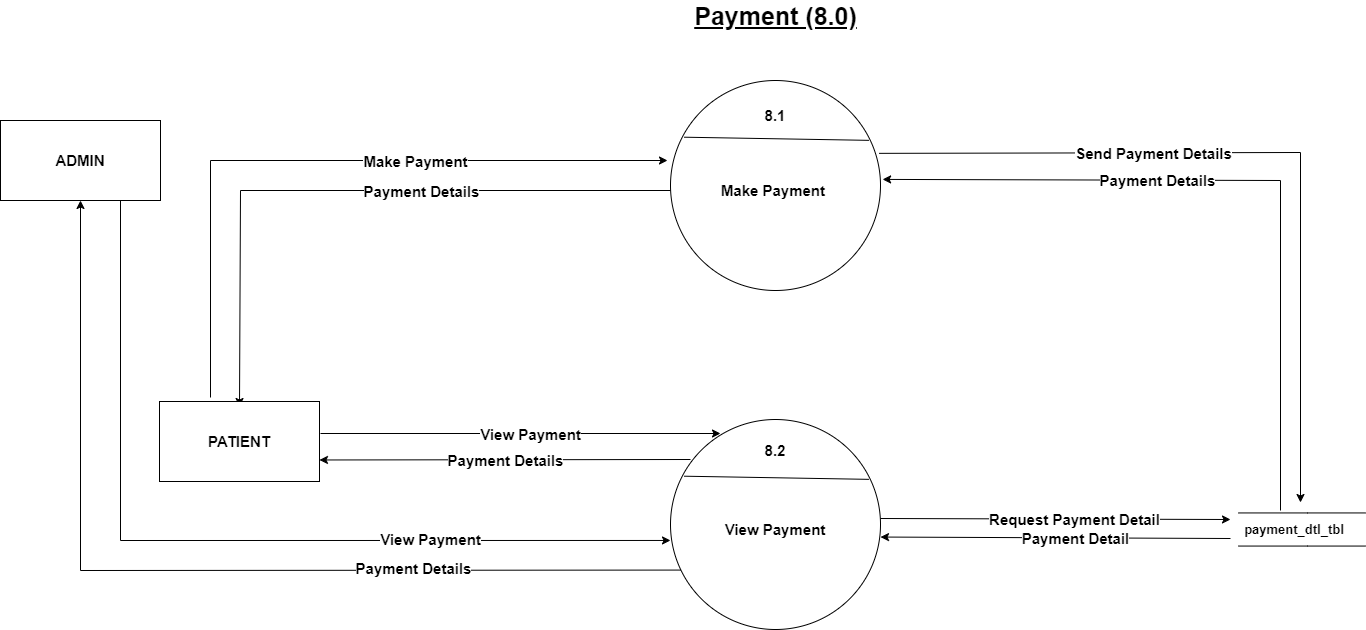 Payment (8.0)
8.1
ADMIN
Make Payment
Send Payment Details
Payment Details
Make Payment
Payment Details
PATIENT
View Payment
Payment Details
8.2
View Payment
Request Payment Detail
payment_dtl_tbl
Payment Detail
View Payment
Payment Details